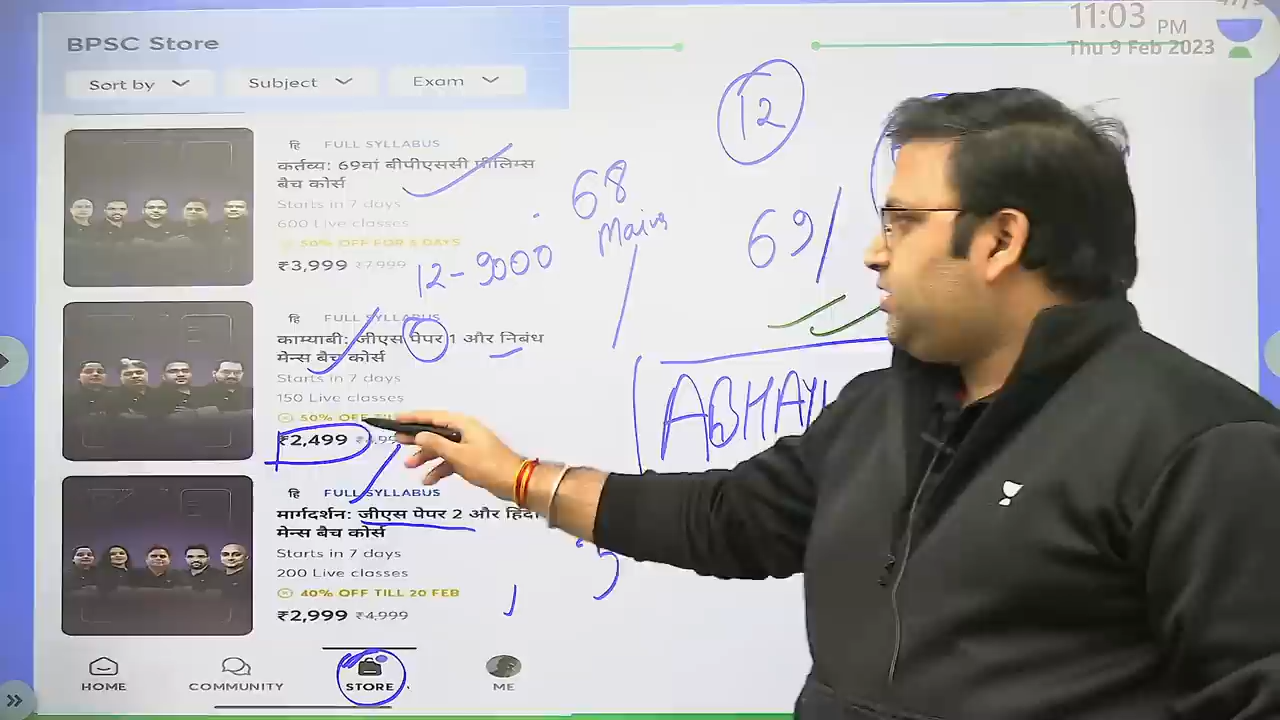 11:03 PM
Thu 9 Feb 2023
BPSC Store
Sort by
Subject
Exam
12
हि FULL SYLLABUS
कर्तव्य: 69वां बीपीएससी प्रीलिम्स
बैच कोर्स
Starts in 7 days
600 Live classes
50% OFF FOR 5 DAYS
₹3,999 ₹7,999
68
Mains
69/
12-9000
हि FULL SYLLABUS
काम्याबी: जीएस पेपर 1 और निबंध
मेन्स बैच कोर्स
Starts in 7 days
150 Live classes
50% OFF
₹2,499
ABHAY
हि FULL SYLLABUS
मार्गदर्शन: जीएस पेपर 2 और हिंदी
मेन्स बैच कोर्स
Starts in 7 days
200 Live classes
40% OFF TILL 20 FEB
₹2,999 ₹4,999
HOME
COMMUNITY
STORE
ME